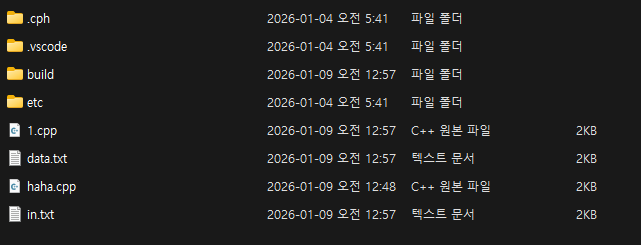 .cph 2026-01-04 오전 5:41 파일 폴더
.vscode 2026-01-04 오전 5:41 파일 폴더
build 2026-01-09 오전 12:57 파일 폴더
etc 2026-01-04 오전 5:41 파일 폴더
1.cpp 2026-01-09 오전 12:57 C++ 원본 파일 2KB
data.txt 2026-01-09 오전 12:57 텍스트 문서 2KB
haha.cpp 2026-01-09 오전 12:48 C++ 원본 파일 2KB
in.txt 2026-01-09 오전 12:57 텍스트 문서 2KB